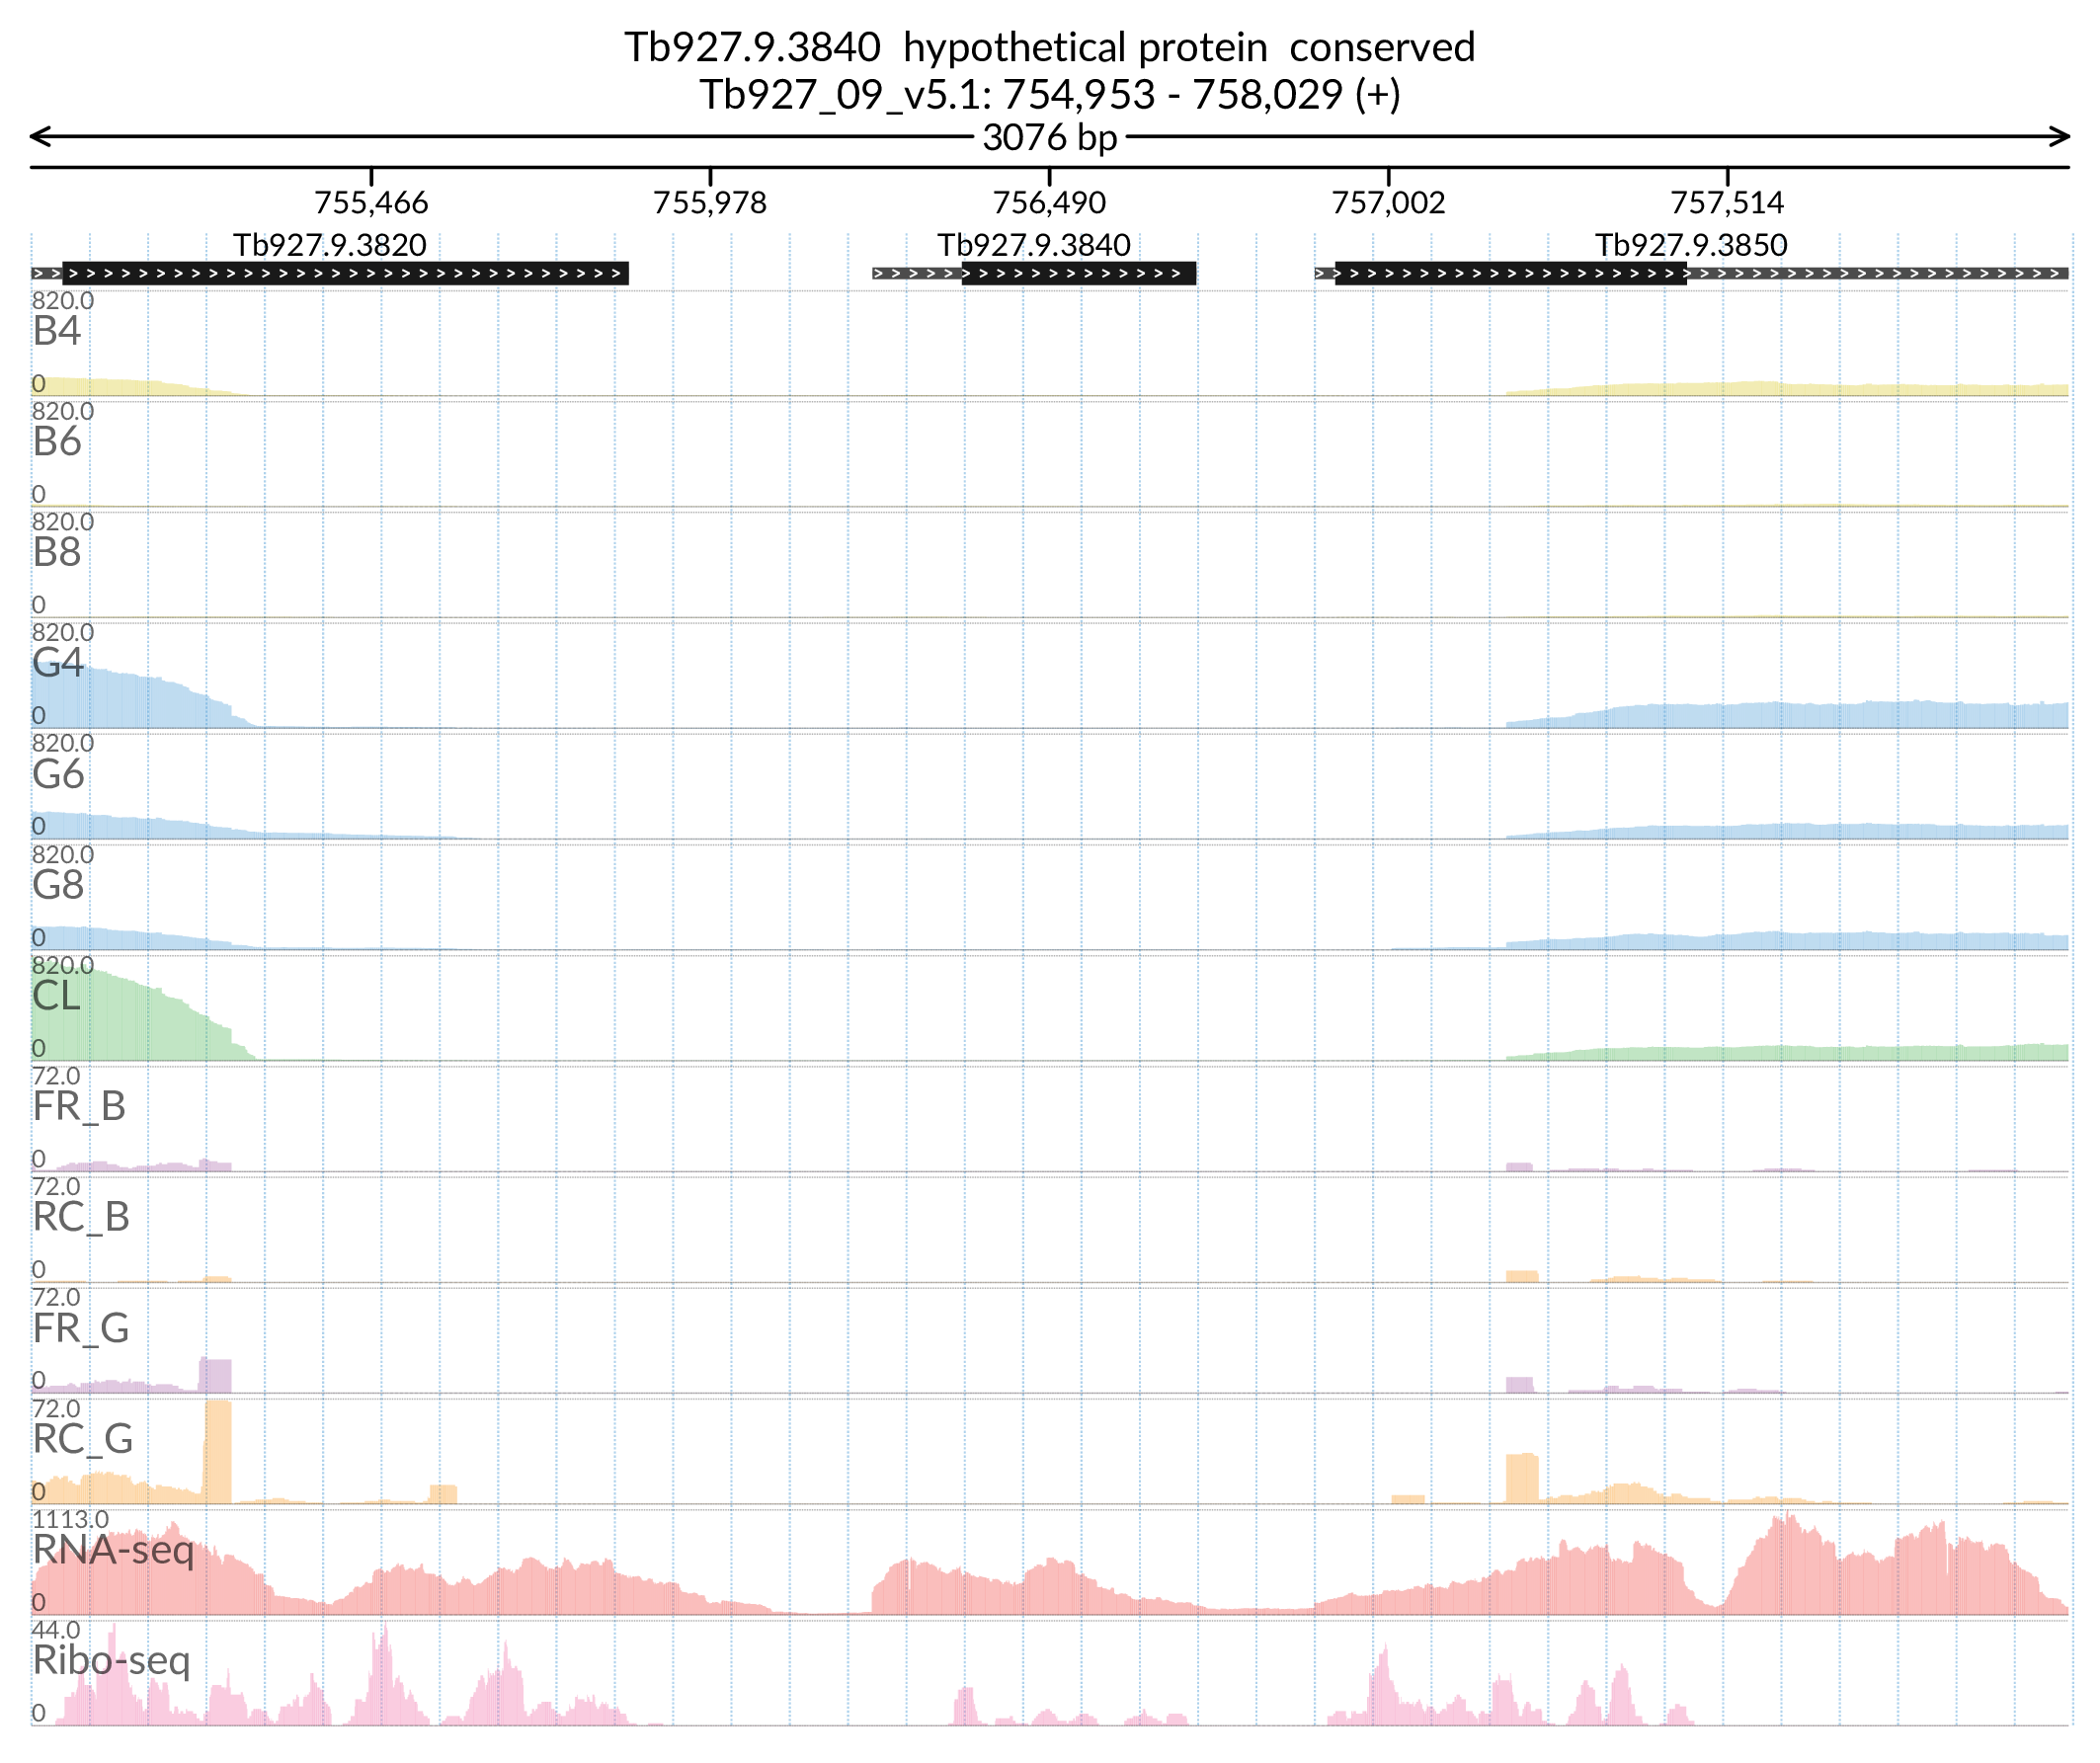 Tb927.9.3840 hypothetical protein conserved
Tb927_09_v5.1: 754,953 - 758,029 (+)
3076 bp
755,466 755,978 756,490 757,002 757,514
Tb927.9.3820 Tb927.9.3840 Tb927.9.3850
820.0
B4
0
820.0
B6
0
820.0
B8
0
820.0
G4
0
820.0
G6
0
820.0
G8
0
820.0
CL
0
72.0
FR_B
0
72.0
RC_B
0
72.0
FR_G
0
72.0
RC_G
0
1113.0
RNA-seq
0
44.0
Ribo-seq
0